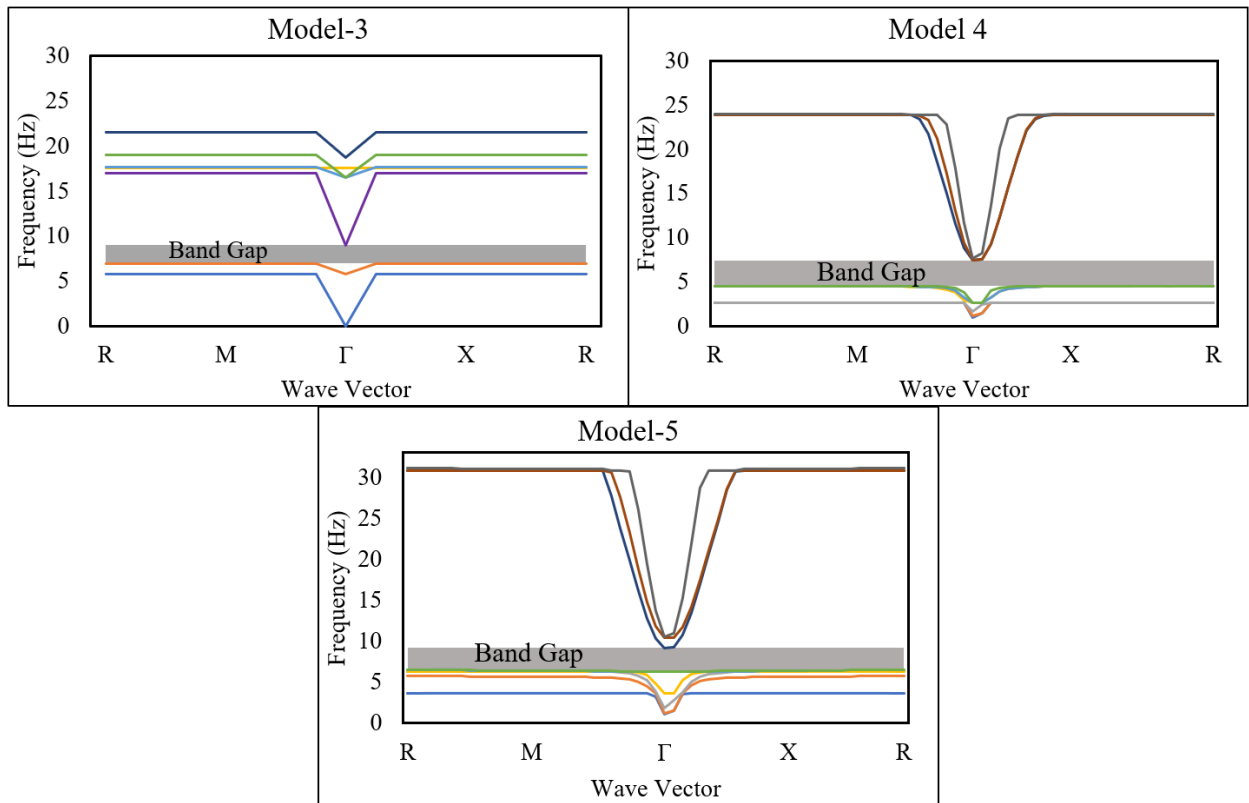 Model-3
30
25
20
15
10
5
0
Frequency (Hz)
Band Gap
R M Γ X R
Wave Vector
Model 4
30
25
20
15
10
5
0
Frequency (Hz)
Band Gap
R M Γ X R
Wave Vector
Model-5
30
25
20
15
10
5
0
Frequency (Hz)
Band Gap
R M Γ X R
Wave Vector